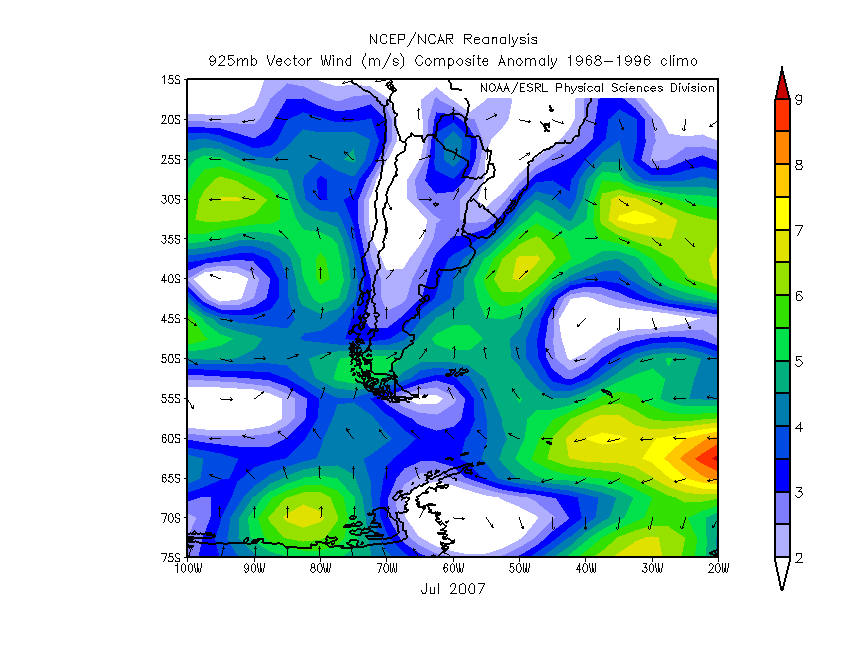 NCEP/NCAR Reanalysis
925mb Vector Wind (m/s) Composite Anomaly 1968-1996 climo
NOAA/ESRL Physical Sciences Division
15S
20S
25S
30S
35S
40S
45S
50S
55S
60S
65S
70S
75S
100W 90W 80W 70W 60W 50W 40W 30W 20W
Jul 2007
9
8
7
6
5
4
3
2